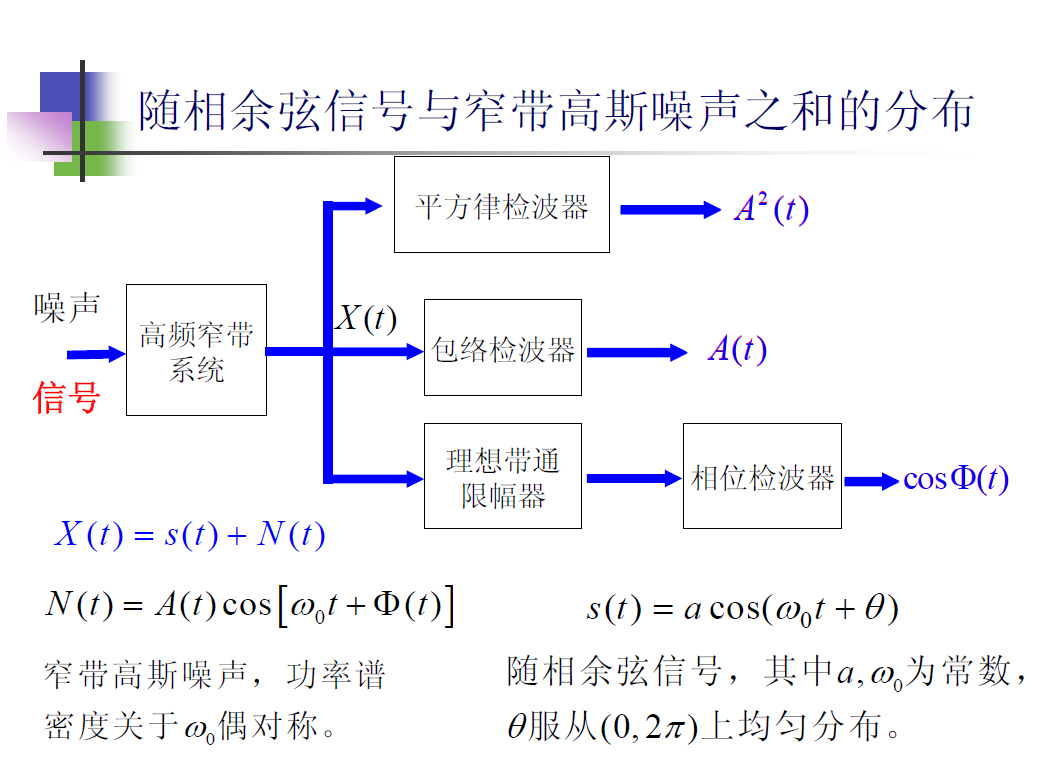 随相余弦信号与窄带高斯噪声之和的分布
平方律检波器
A²(t)
噪声
信号
高频窄带
系统
X(t)
包络检波器
A(t)
理想带通
限幅器
相位检波器
cosΦ(t)
X(t) = s(t) + N(t)
N(t) = A(t)cos[ω₀t + Φ(t)]
s(t) = a cos(ω₀t + θ)
窄带高斯噪声，功率谱
密度关于ω₀偶对称。
随相余弦信号，其中a,ω₀为常数，
θ服从(0,2π)上均匀分布。